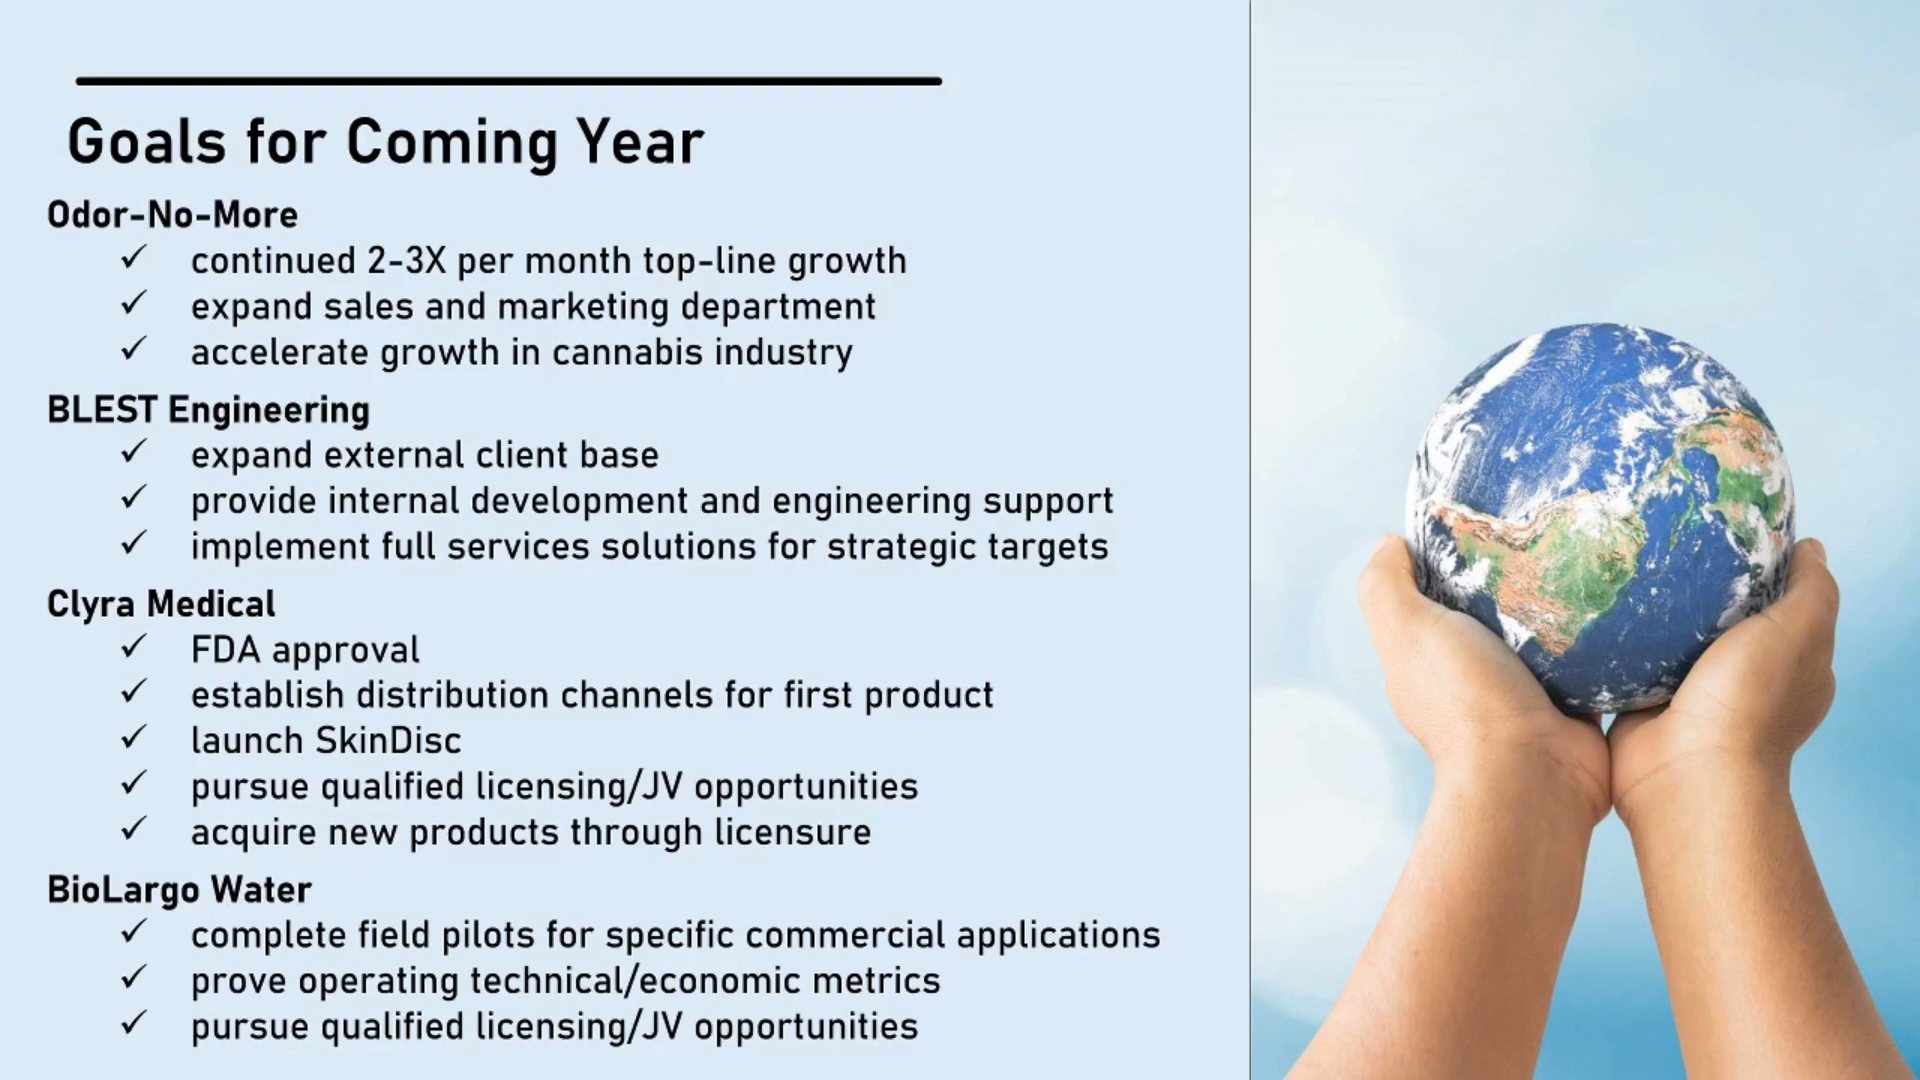 Goals for Coming Year
Odor-No-More
✓ continued 2-3X per month top-line growth
✓ expand sales and marketing department
✓ accelerate growth in cannabis industry
BLEST Engineering
✓ expand external client base
✓ provide internal development and engineering support
✓ implement full services solutions for strategic targets
Clyra Medical
✓ FDA approval
✓ establish distribution channels for first product
✓ launch SkinDisc
✓ pursue qualified licensing/JV opportunities
✓ acquire new products through licensure
BioLargo Water
✓ complete field pilots for specific commercial applications
✓ prove operating technical/economic metrics
✓ pursue qualified licensing/JV opportunities